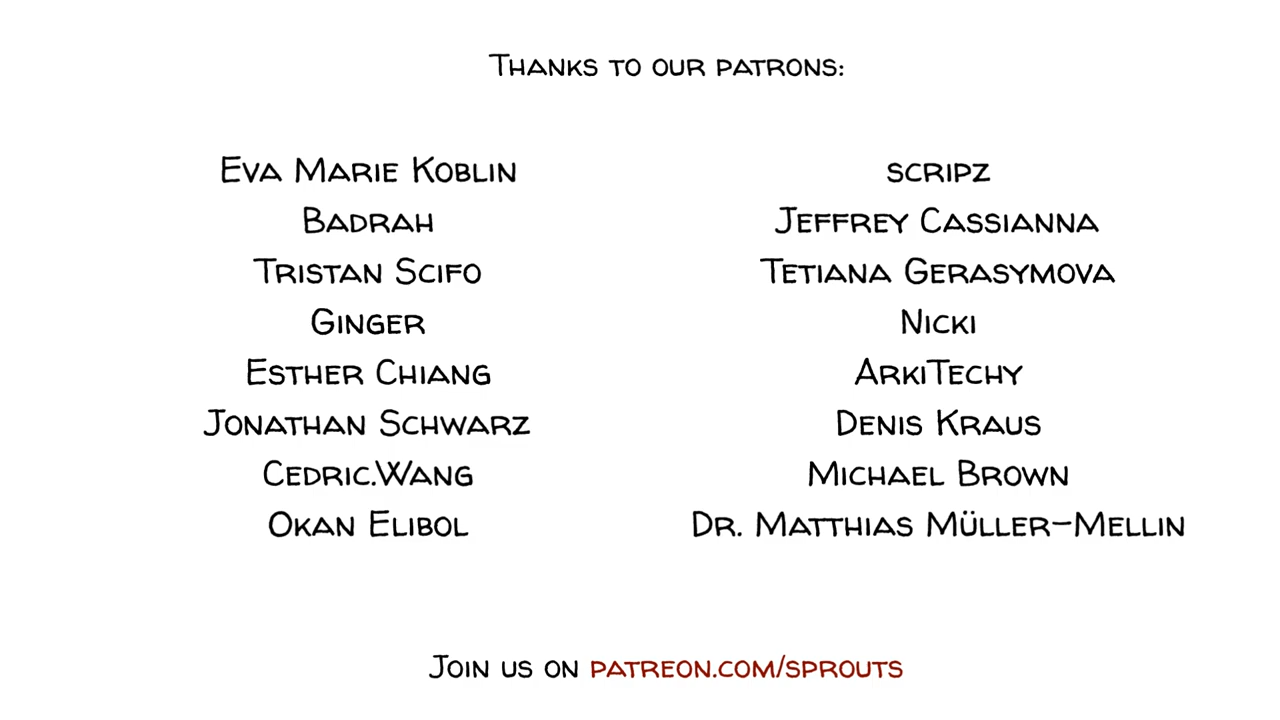 Thanks to our patrons:
Eva Marie Koblin
Badrah
Tristan Scifo
Ginger
Esther Chiang
Jonathan Schwarz
Cedric.Wang
Okan Elibol
scripz
Jeffrey Cassianna
Tetiana Gerasymova
Nicki
ArkiTechy
Denis Kraus
Michael Brown
Dr. Matthias Müller-Mellin
Join us on patreon.com/sprouts